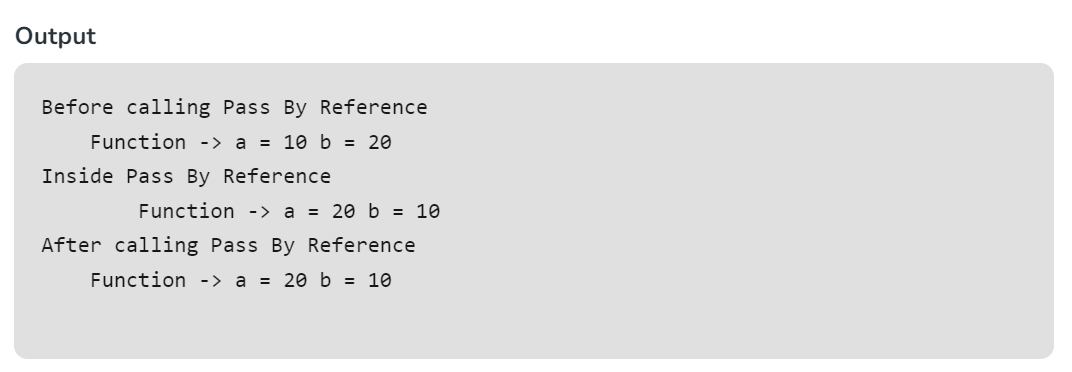 Output
Before calling Pass By Reference
    Function -> a = 10 b = 20
Inside Pass By Reference
        Function -> a = 20 b = 10
After calling Pass By Reference
    Function -> a = 20 b = 10